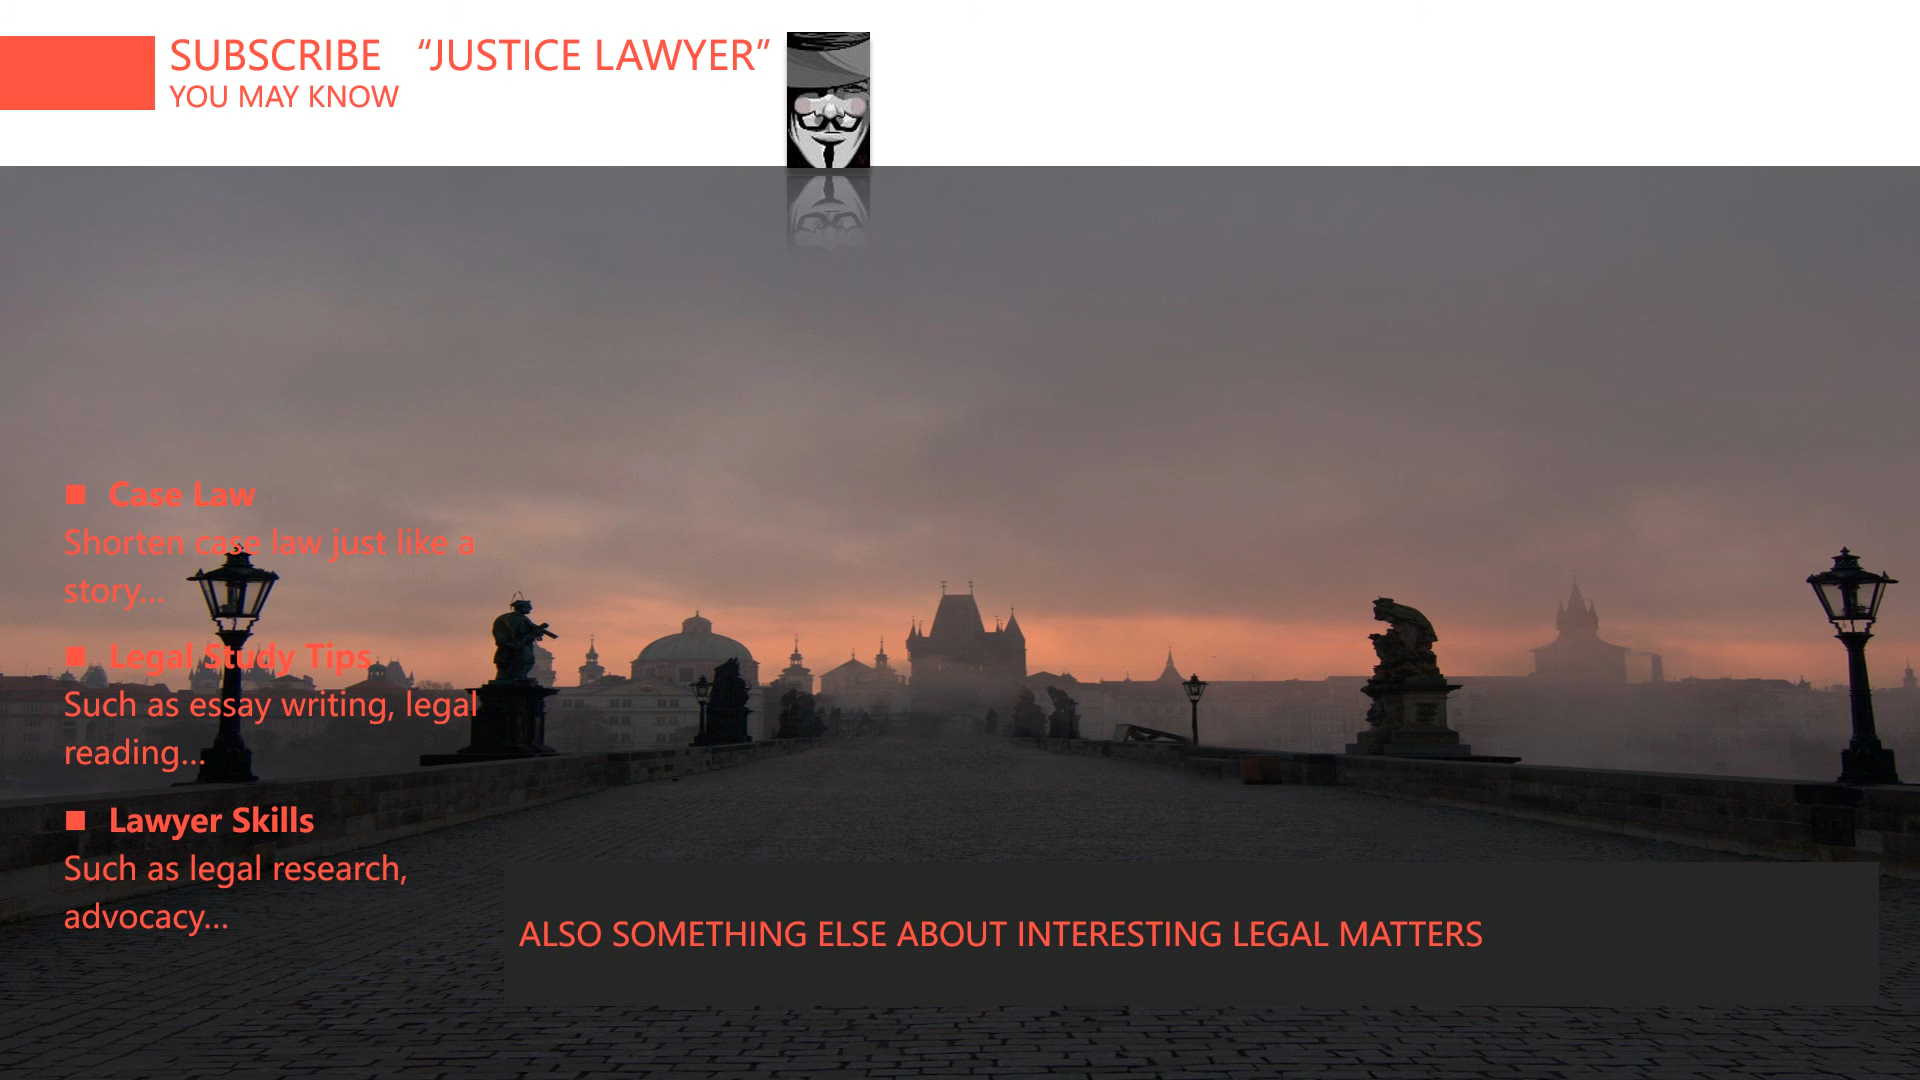 SUBSCRIBE “JUSTICE LAWYER”
YOU MAY KNOW
■ Case Law
Shorten case law just like a
story...
■ Legal Study Tips
Such as essay writing, legal
reading...
■ Lawyer Skills
Such as legal research,
advocacy...
ALSO SOMETHING ELSE ABOUT INTERESTING LEGAL MATTERS